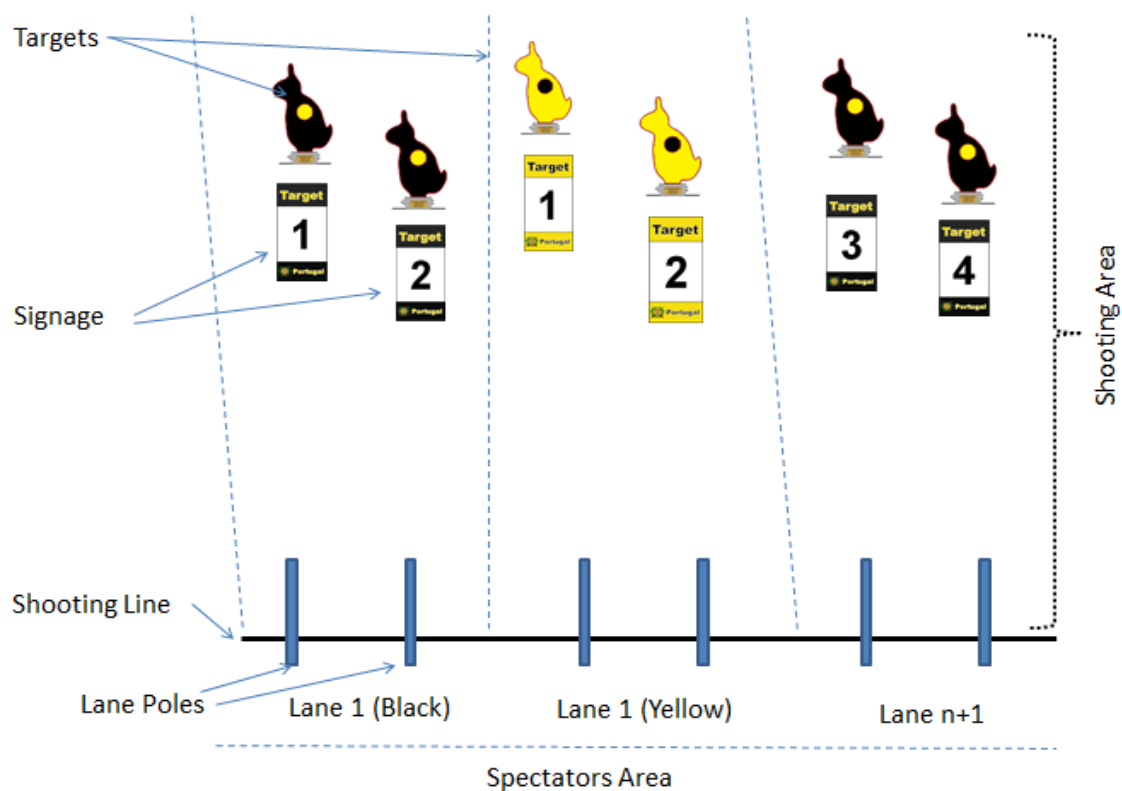 Targets
Target
1
Portugal
Target
2
Portugal
Target
1
Portugal
Target
2
Portugal
Target
3
Portugal
Target
4
Portugal
Signage
Shooting Area
Shooting Line
Lane Poles
Lane 1 (Black)
Lane 1 (Yellow)
Lane n+1
Spectators Area